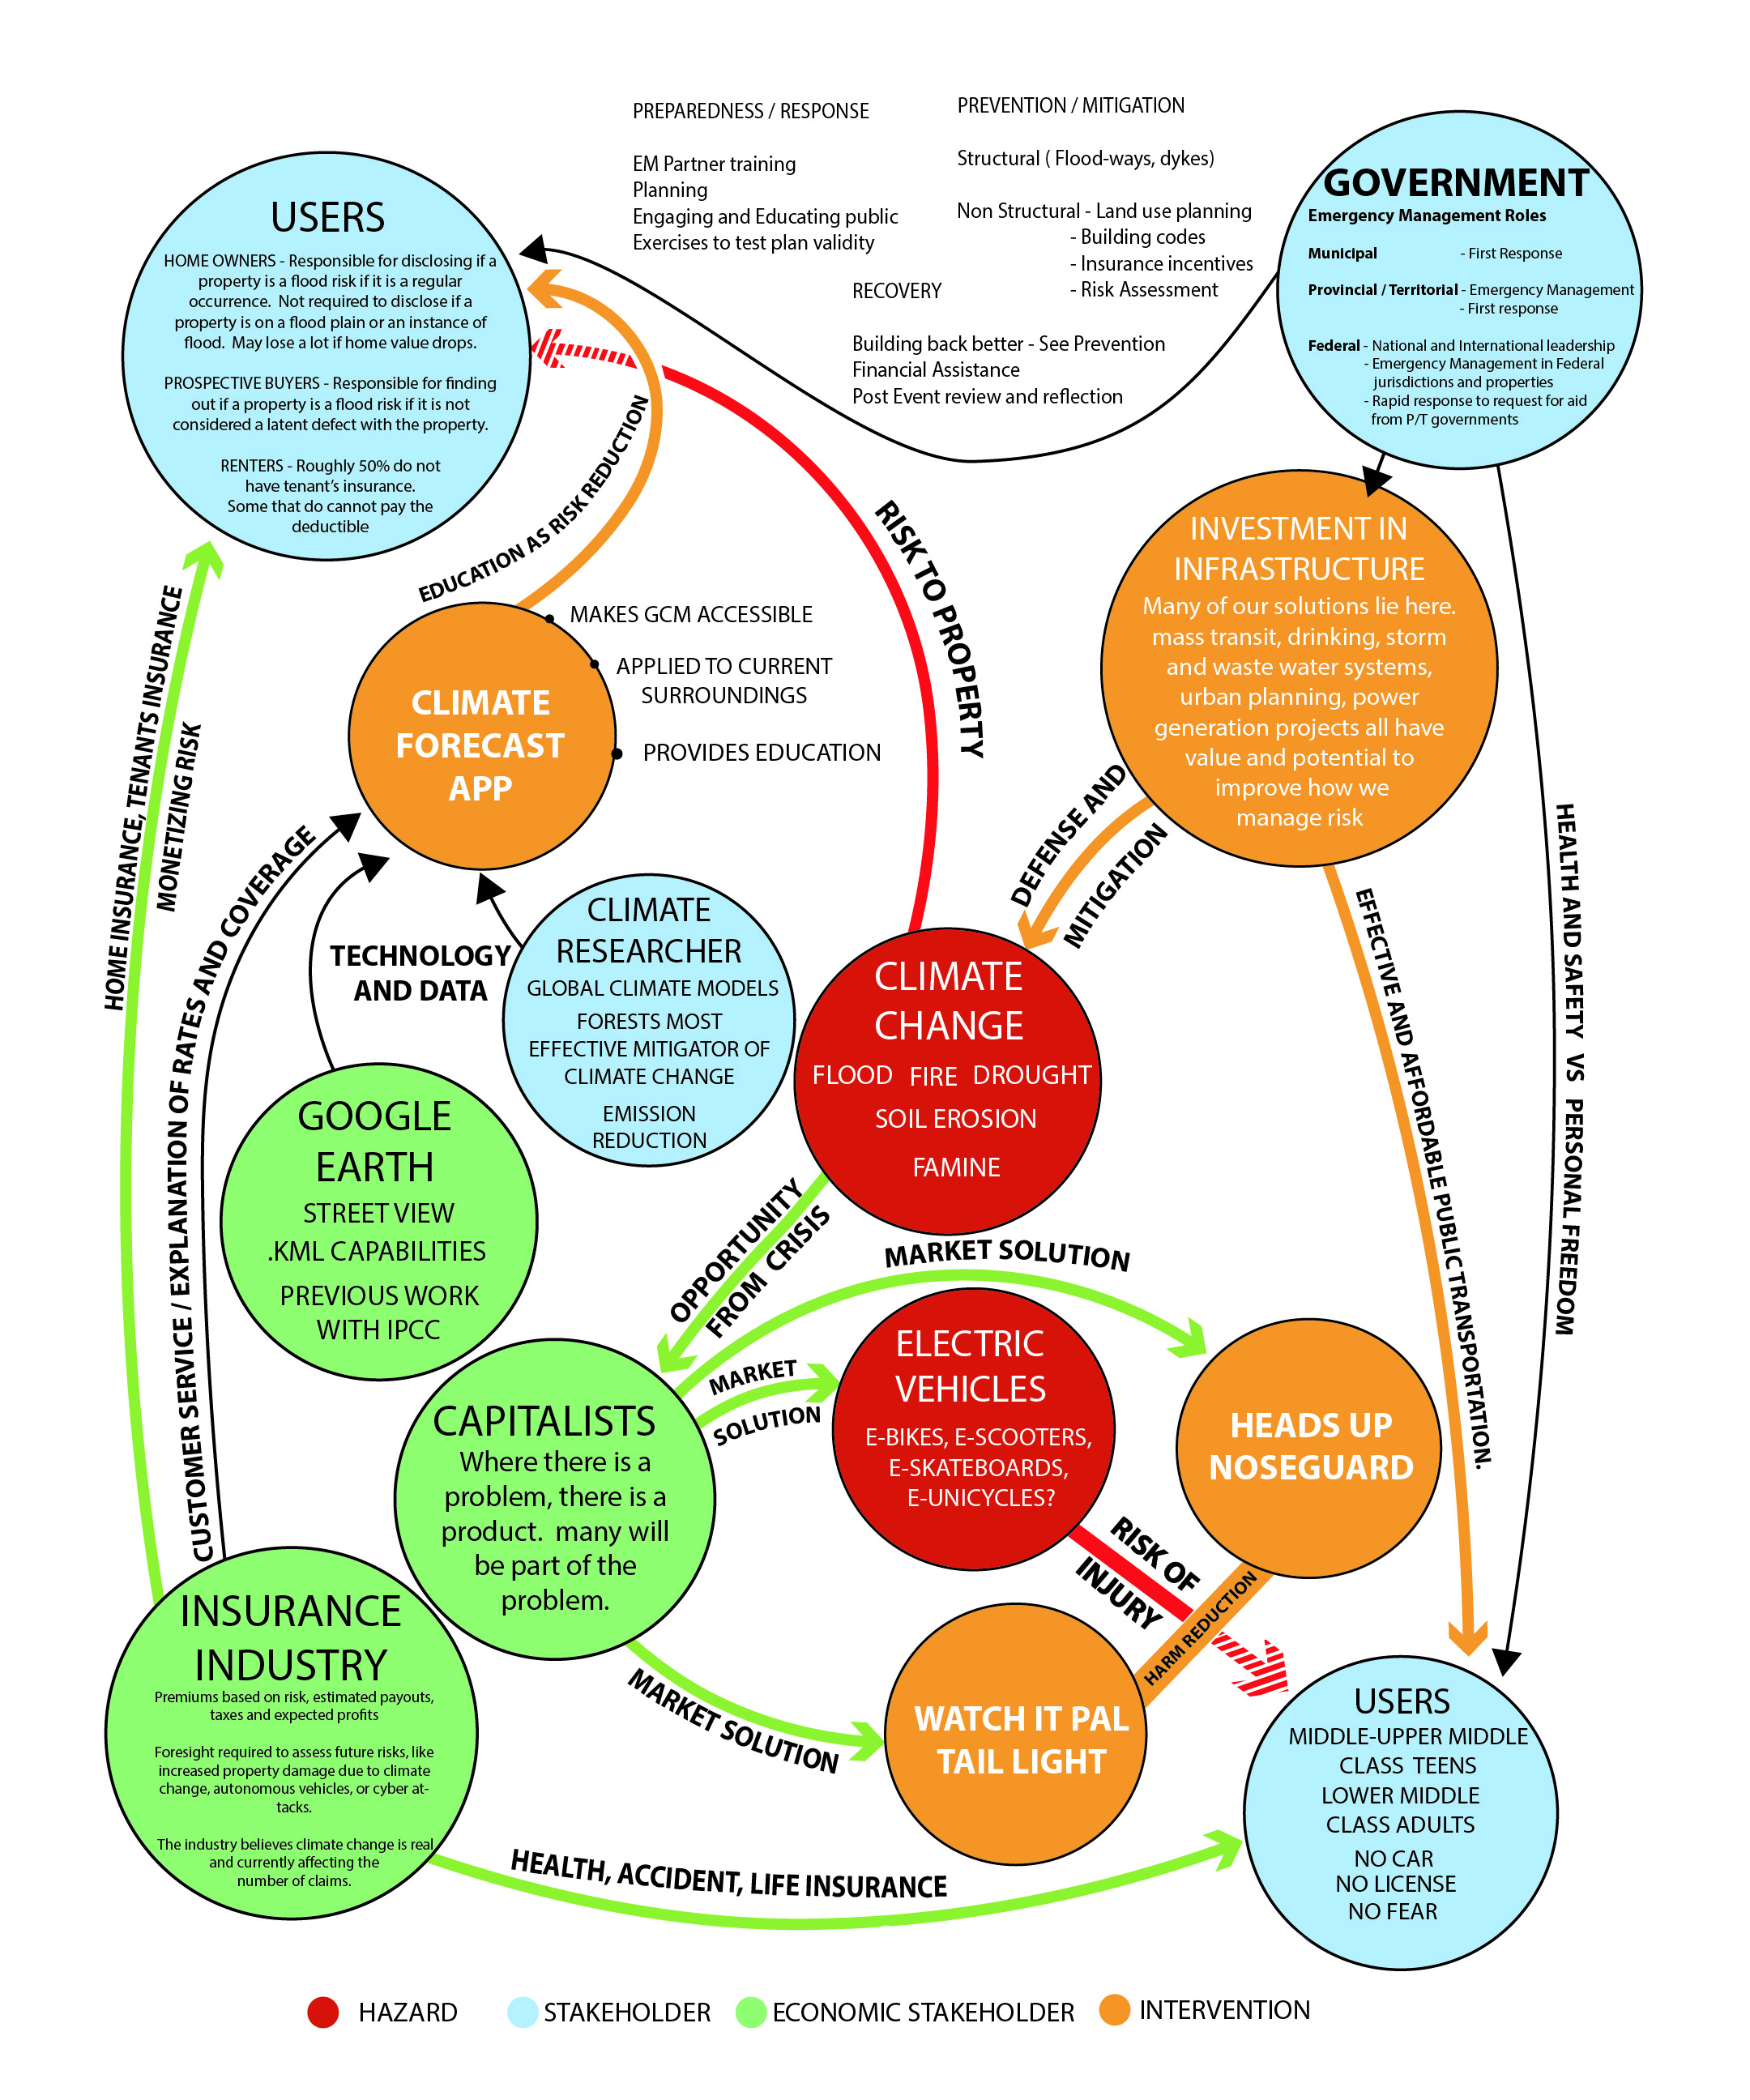 PREPAREDNESS / RESPONSE
EM Partner training
Planning
Engaging and Educating public
Exercises to test plan validity
PREVENTION / MITIGATION
Structural ( Flood-ways, dykes)
Non Structural - Land use planning
- Building codes
- Insurance incentives
- Risk Assessment
RECOVERY
Building back better - See Prevention
Financial Assistance
Post Event review and reflection
GOVERNMENT
Emergency Management Roles
Municipal - First Response
Provincial / Territorial - Emergency Management
- First response
Federal - National and International leadership
- Emergency Management in Federal
jurisdictions and properties
- Rapid response to request for aid
from P/T governments
USERS
HOME OWNERS - Responsible for disclosing if a
property is a flood risk if it is a regular
occurrence. Not required to disclose if a
property is on a flood plain or an instance of
flood. May lose a lot if home value drops.
PROSPECTIVE BUYERS - Responsible for finding
out if a property is a flood risk if it is not
considered a latent defect with the property.
RENTERS - Roughly 50% do not
have tenant's insurance.
Some that do cannot pay the
deductible
EDUCATION AS RISK REDUCTION
RISK TO PROPERTY
INVESTMENT IN
INFRASTRUCTURE
Many of our solutions lie here.
mass transit, drinking, storm
and waste water systems,
urban planning, power
generation projects all have
value and potential to
improve how we
manage risk
HOME INSURANCE, TENANTS INSURANCE
MONETIZING RISK
CLIMATE
FORECAST
APP
MAKES GCM ACCESSIBLE
APPLIED TO CURRENT
SURROUNDINGS
PROVIDES EDUCATION
DEFENSE AND
MITIGATION
HEALTH AND SAFETY VS PERSONAL FREEDOM
EFFECTIVE AND AFFORDABLE PUBLIC TRANSPORTATION.
CUSTOMER SERVICE / EXPLANATION OF RATES AND COVERAGE
TECHNOLOGY
AND DATA
CLIMATE
RESEARCHER
GLOBAL CLIMATE MODELS
FORESTS MOST
EFFECTIVE MITIGATOR OF
CLIMATE CHANGE
EMISSION
REDUCTION
CLIMATE
CHANGE
FLOOD FIRE DROUGHT
SOIL EROSION
FAMINE
GOOGLE
EARTH
STREET VIEW
.KML CAPABILITIES
PREVIOUS WORK
WITH IPCC
OPPORTUNITY
FROM CRISIS
MARKET SOLUTION
MARKET
SOLUTION
CAPITALISTS
Where there is a
problem, there is a
product. many will
be part of the
problem.
ELECTRIC
VEHICLES
E-BIKES, E-SCOOTERS,
E-SKATEBOARDS,
E-UNICYCLES?
HEADS UP
NOSEGUARD
RISK OF
INJURY
HARM REDUCTION
INSURANCE
INDUSTRY
Premiums based on risk, estimated payouts,
taxes and expected profits
Foresight required to assess future risks, like
increased property damage due to climate
change, autonomous vehicles, or cyber at-
tacks.
The industry believes climate change is real
and currently affecting the
number of claims.
MARKET SOLUTION
WATCH IT PAL
TAIL LIGHT
USERS
MIDDLE-UPPER MIDDLE
CLASS TEENS
LOWER MIDDLE
CLASS ADULTS
NO CAR
NO LICENSE
NO FEAR
HEALTH, ACCIDENT, LIFE INSURANCE
HAZARD
STAKEHOLDER
ECONOMIC STAKEHOLDER
INTERVENTION